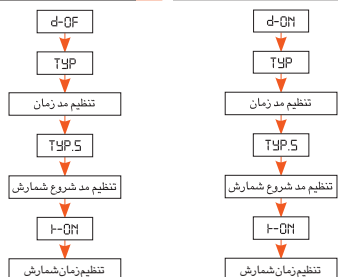 d-OF
TYP
تنظیم مد زمان
TYP.S
تنظیم مد شروع شمارش
t-ON
تنظیم زمان شمارش
d-ON
TYP
تنظیم مد زمان
TYP.S
تنظیم مد شروع شمارش
t-ON
تنظیم زمان شمارش